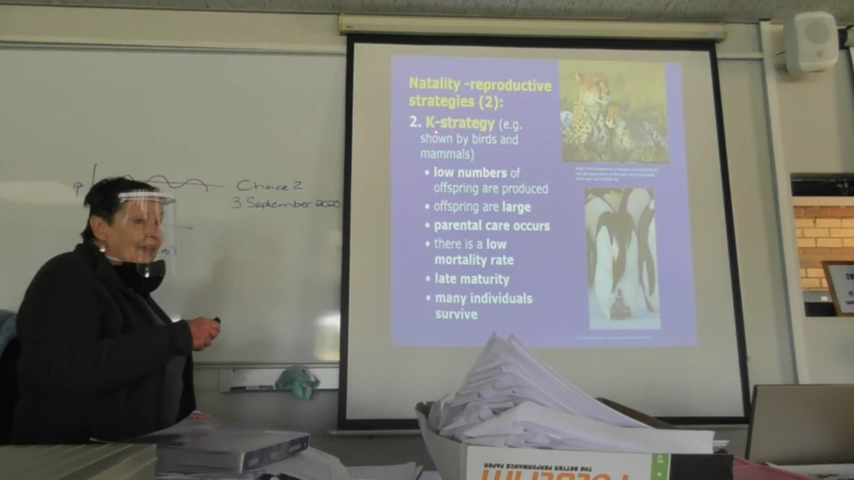 Natality -reproductive
strategies (2):
2. K-strategy (e.g.
shown by birds and
mammals)
• low numbers of
offspring are produced
• offspring are large
• parental care occurs
• there is a low
mortality rate
• late maturity
• many individuals
survive
P
Choice 2
3 September 2020
THE BETTER PERFORMANCE PAPER